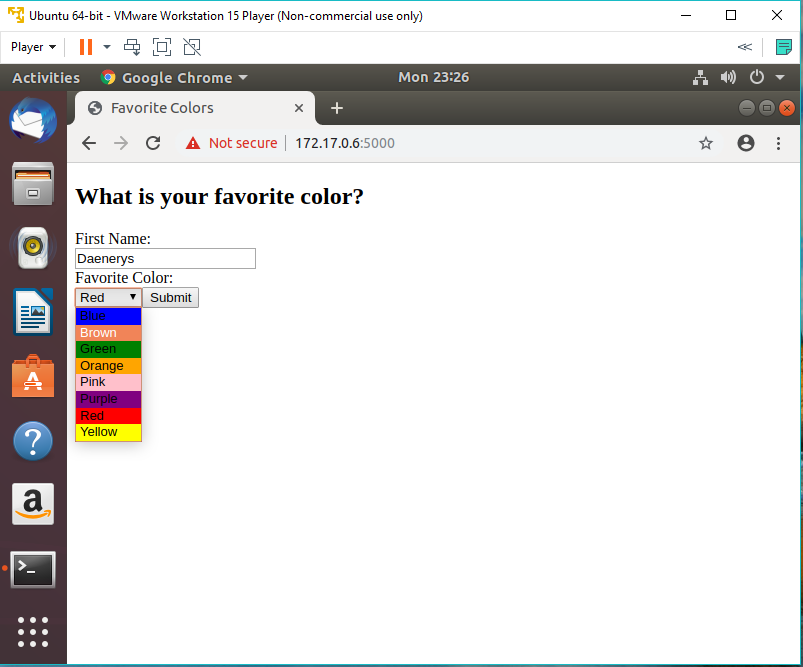 Ubuntu 64-bit - VMware Workstation 15 Player (Non-commercial use only)
Player
Activities Google Chrome Mon 23:26
Favorite Colors
Not secure 172.17.0.6:5000
What is your favorite color?
First Name:
Daenerys
Favorite Color:
Red Submit
Blue
Brown
Green
Orange
Pink
Purple
Red
Yellow